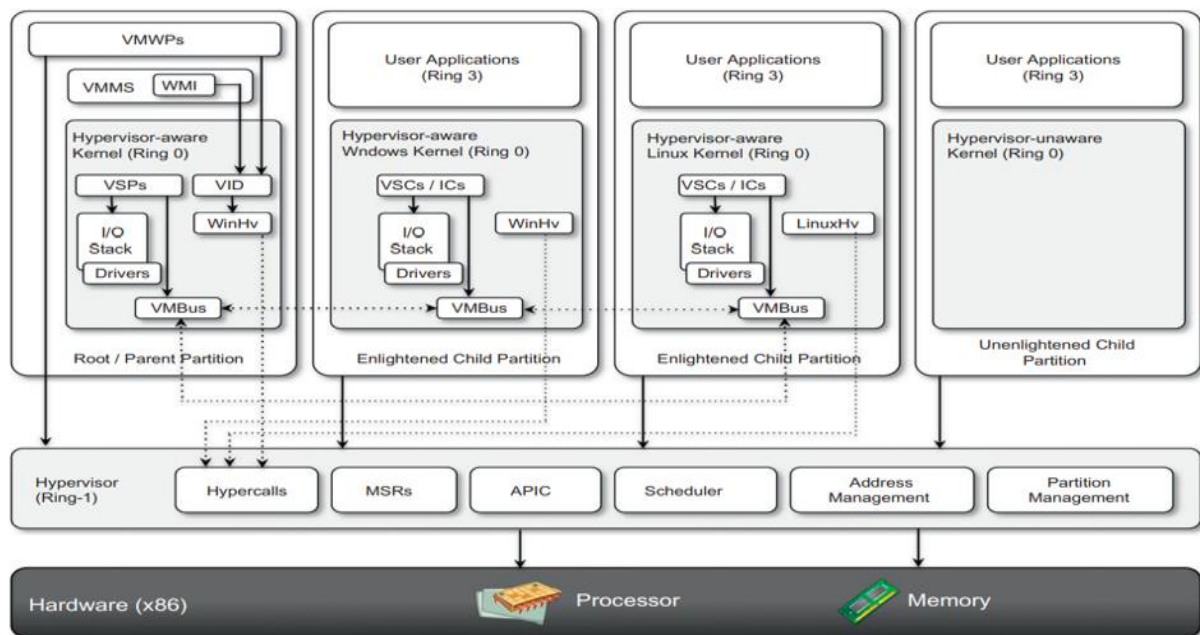 VMWPs
VMMS
WMI
Hypervisor-aware
Kernel (Ring 0)
VSPs
VID
I/O
Stack
WinHv
Drivers
VMBus
Root / Parent Partition
User Applications
(Ring 3)
Hypervisor-aware
Wndows Kernel (Ring 0)
VSCs / ICs
I/O
Stack
WinHv
Drivers
VMBus
Enlightened Child Partition
User Applications
(Ring 3)
Hypervisor-aware
Linux Kernel (Ring 0)
VSCs / ICs
I/O
Stack
LinuxHv
Drivers
VMBus
Enlightened Child Partition
User Applications
(Ring 3)
Hypervisor-unaware
Kernel (Ring 0)
Unenlightened Child
Partition
Hypervisor
(Ring-1)
Hypercalls
MSRs
APIC
Scheduler
Address
Management
Partition
Management
Hardware (x86)
Processor
Memory